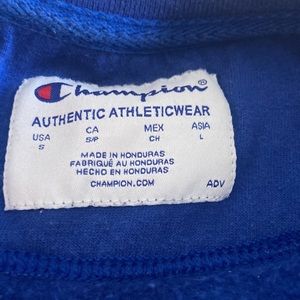 Champion®
AUTHENTIC ATHLETICWEAR
USA CA MEX ASIA
S S/P CH L
MADE IN HONDURAS
FABRIQUÉ AU HONDURAS
HECHO EN HONDURAS
CHAMPION.COM
ADV